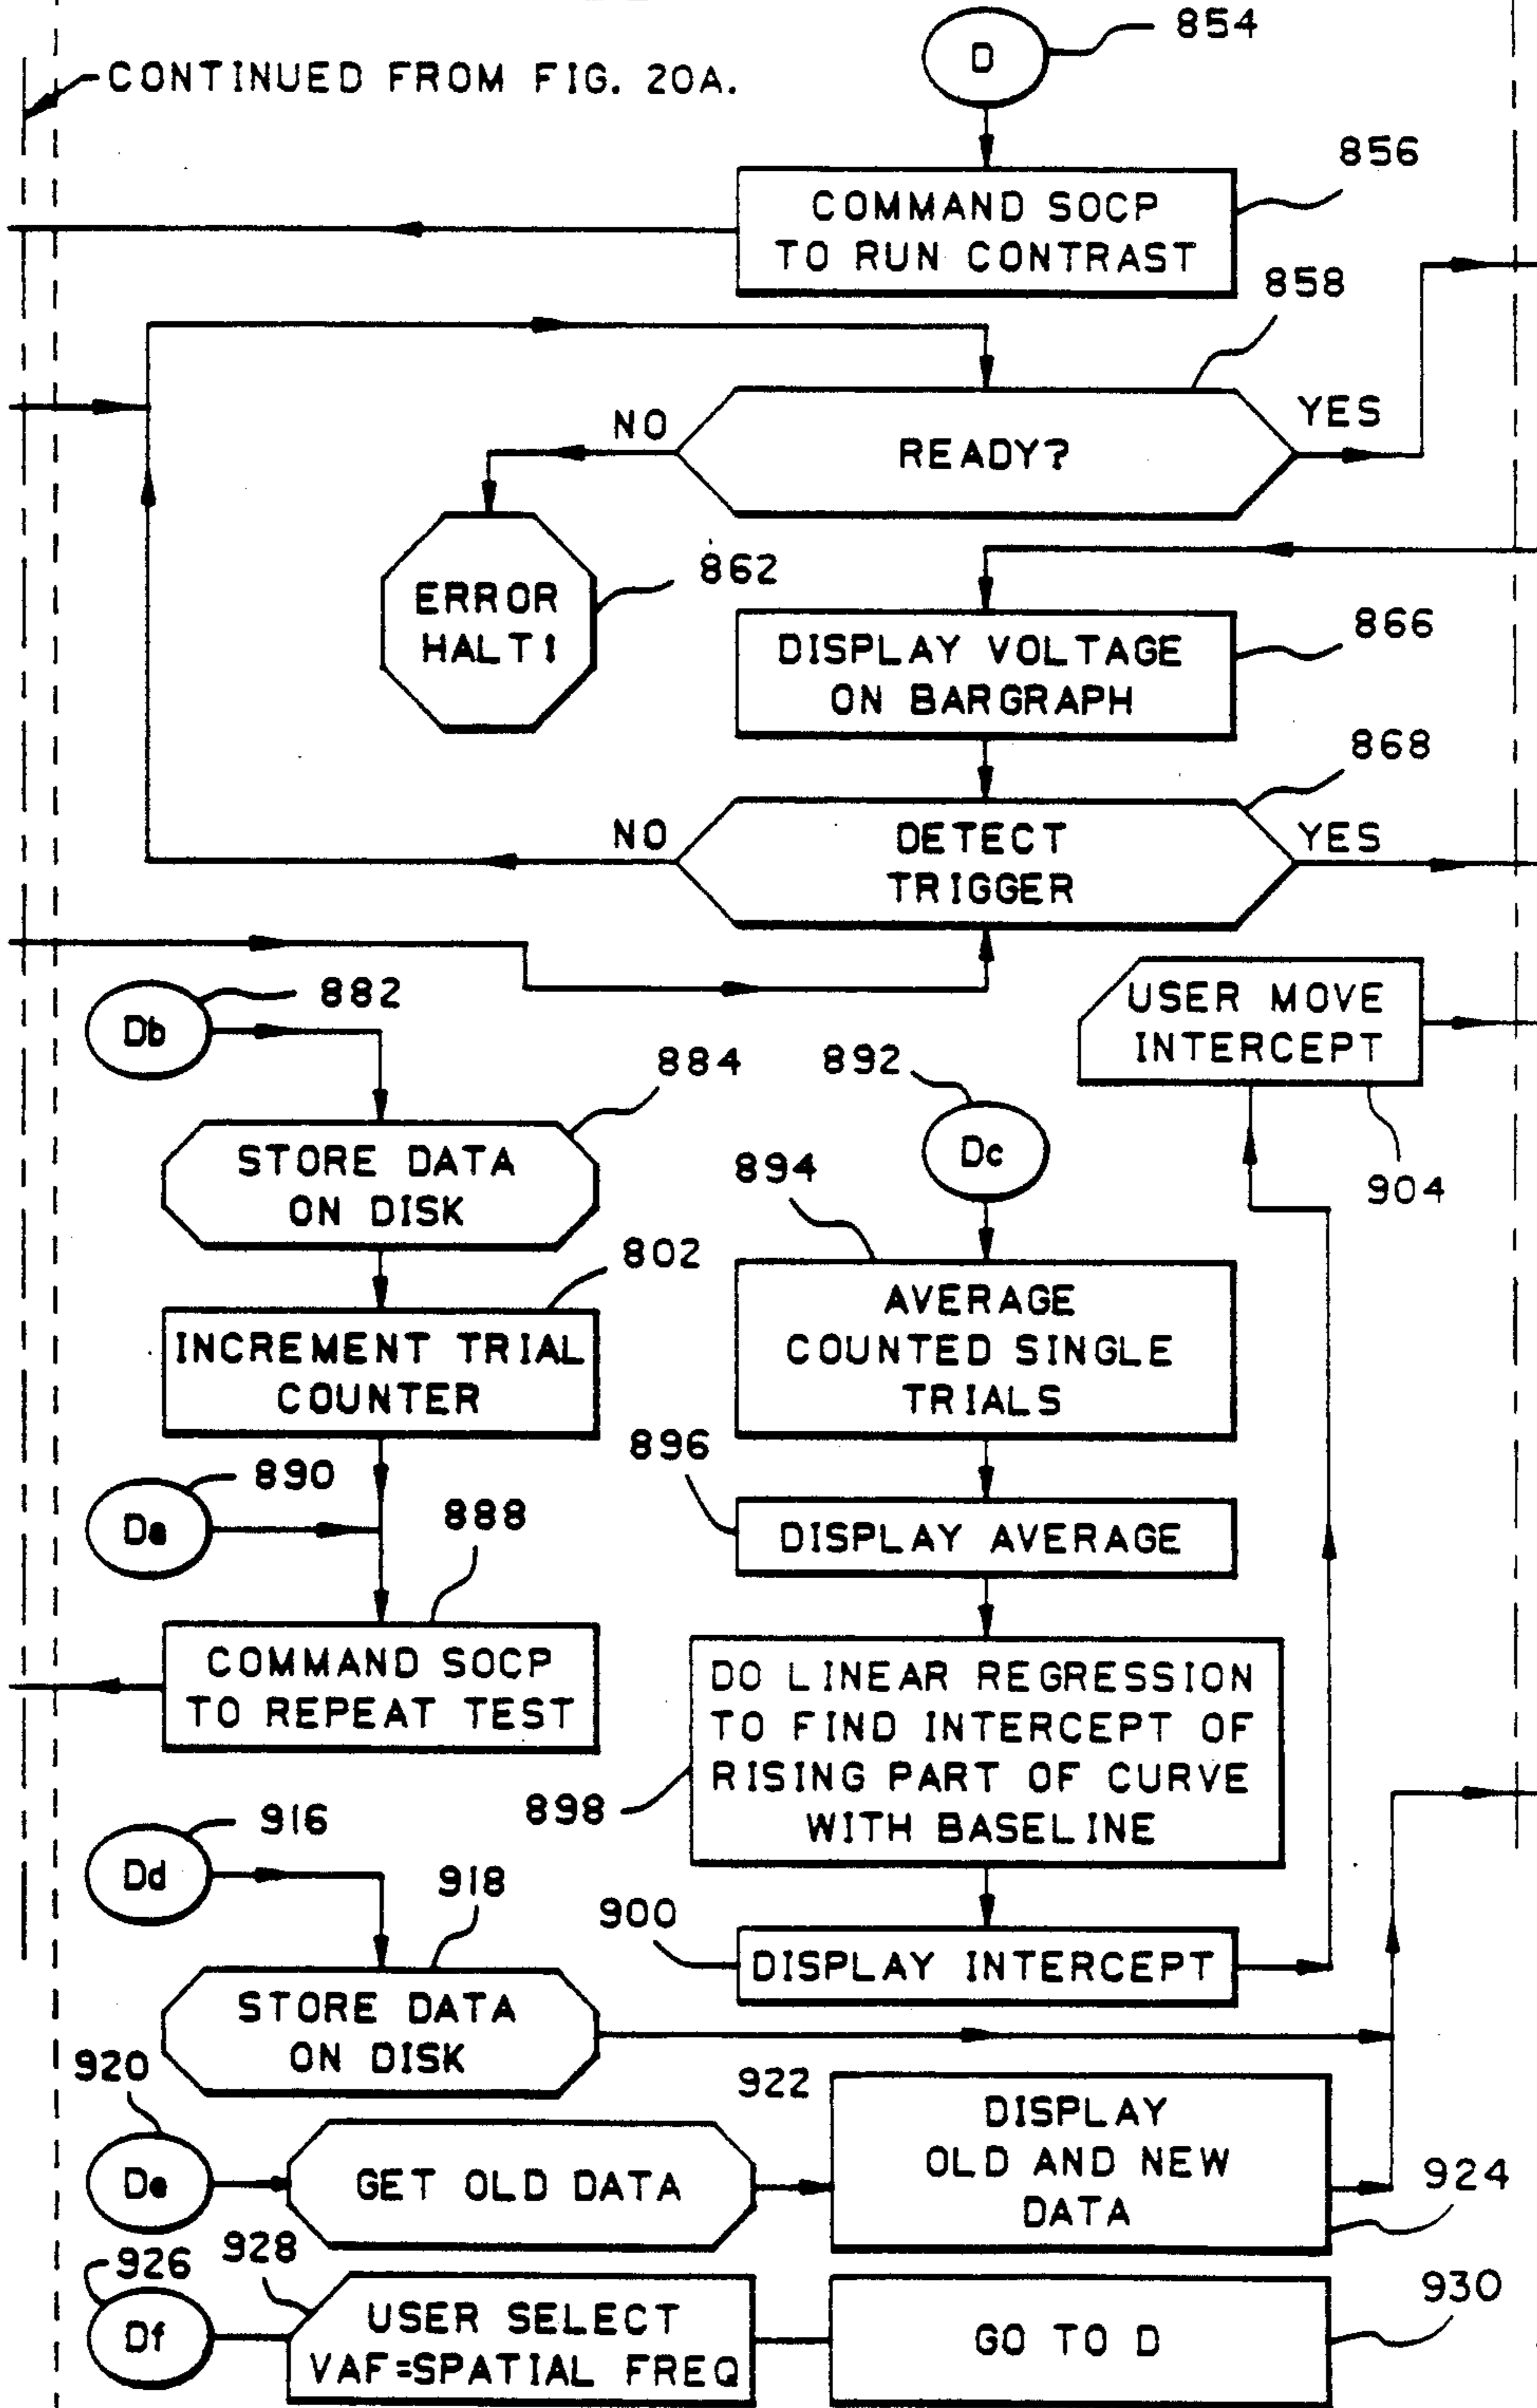 D
854
CONTINUED FROM FIG. 20A.
856
COMMAND SOCP
TO RUN CONTRAST
858
NO
READY?
YES
862
ERROR
HALT!
866
DISPLAY VOLTAGE
ON BARGRAPH
868
NO
DETECT
TRIGGER
YES
882
Db
USER MOVE
INTERCEPT
904
884
STORE DATA
ON DISK
892
Dc
894
802
INCREMENT TRIAL
COUNTER
AVERAGE
COUNTED SINGLE
TRIALS
890
Da
896
DISPLAY AVERAGE
888
COMMAND SOCP
TO REPEAT TEST
DO LINEAR REGRESSION
TO FIND INTERCEPT OF
RISING PART OF CURVE
WITH BASELINE
898
916
Dd
918
900
DISPLAY INTERCEPT
STORE DATA
ON DISK
920
De
GET OLD DATA
922
DISPLAY
OLD AND NEW
DATA
924
926
Df
928
USER SELECT
VAF=SPATIAL FREQ
GO TO D
930